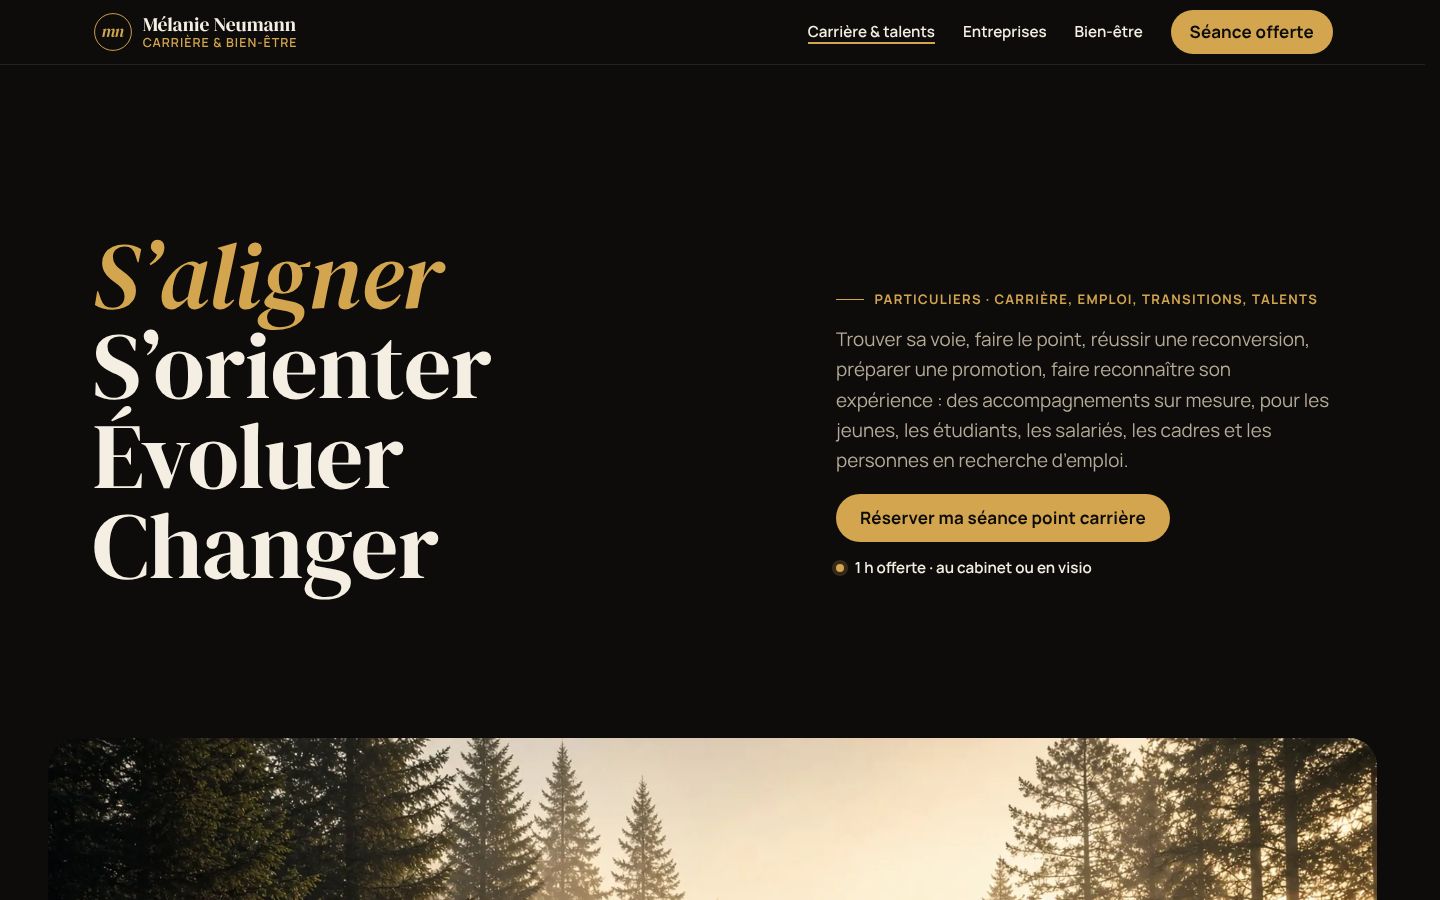 mn
Mélanie Neumann
CARRIÈRE & BIEN-ÊTRE
Carrière & talents
Entreprises
Bien-être
Séance offerte
S’aligner
S’orienter
Évoluer
Changer
PARTICULIERS · CARRIÈRE, EMPLOI, TRANSITIONS, TALENTS
Trouver sa voie, faire le point, réussir une reconversion,
préparer une promotion, faire reconnaître son
expérience : des accompagnements sur mesure, pour les
jeunes, les étudiants, les salariés, les cadres et les
personnes en recherche d’emploi.
Réserver ma séance point carrière
1 h offerte · au cabinet ou en visio